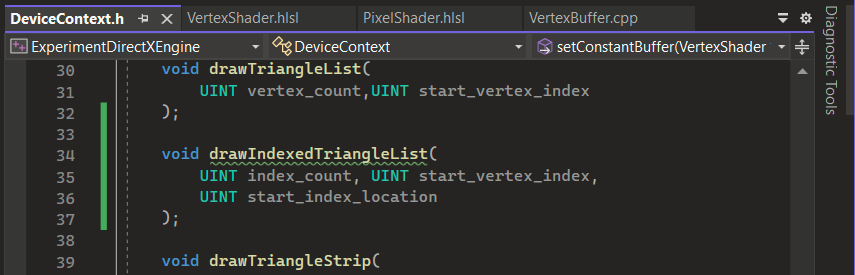 DeviceContext.h VertexShader.hlsl PixelShader.hlsl VertexBuffer.cpp
ExperimentDirectXEngine DeviceContext setConstantBuffer(VertexShader
30 void drawTriangleList(
31 UINT vertex_count,UINT start_vertex_index
32 );
33
34 void drawIndexedTriangleList(
35 UINT index_count, UINT start_vertex_index,
36 UINT start_index_location
37 );
38
39 void drawTriangleStrip(
Diagnostic Tools